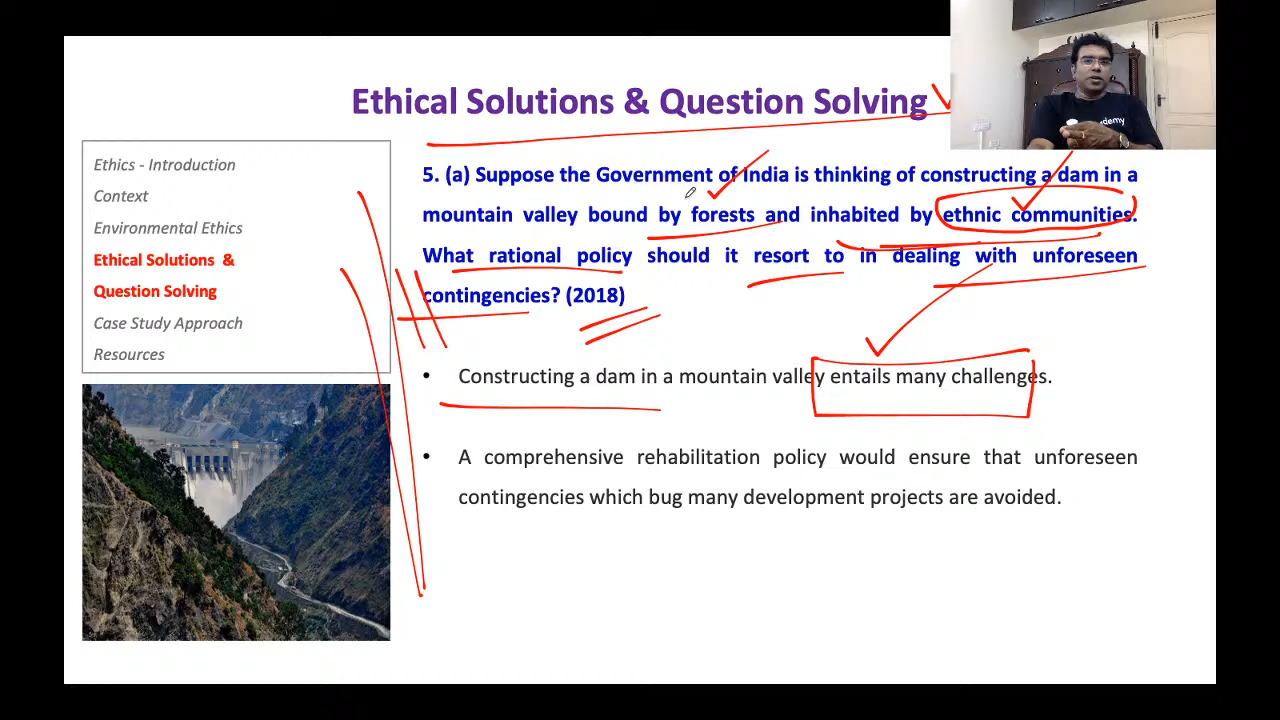 Ethical Solutions & Question Solving
Ethics - Introduction
Context
Environmental Ethics
Ethical Solutions &
Question Solving
Case Study Approach
Resources
5. (a) Suppose the Government of India is thinking of constructing a dam in a
mountain valley bound by forests and inhabited by ethnic communities.
What rational policy should it resort to in dealing with unforeseen
contingencies? (2018)
• Constructing a dam in a mountain valley entails many challenges.
• A comprehensive rehabilitation policy would ensure that unforeseen
contingencies which bug many development projects are avoided.